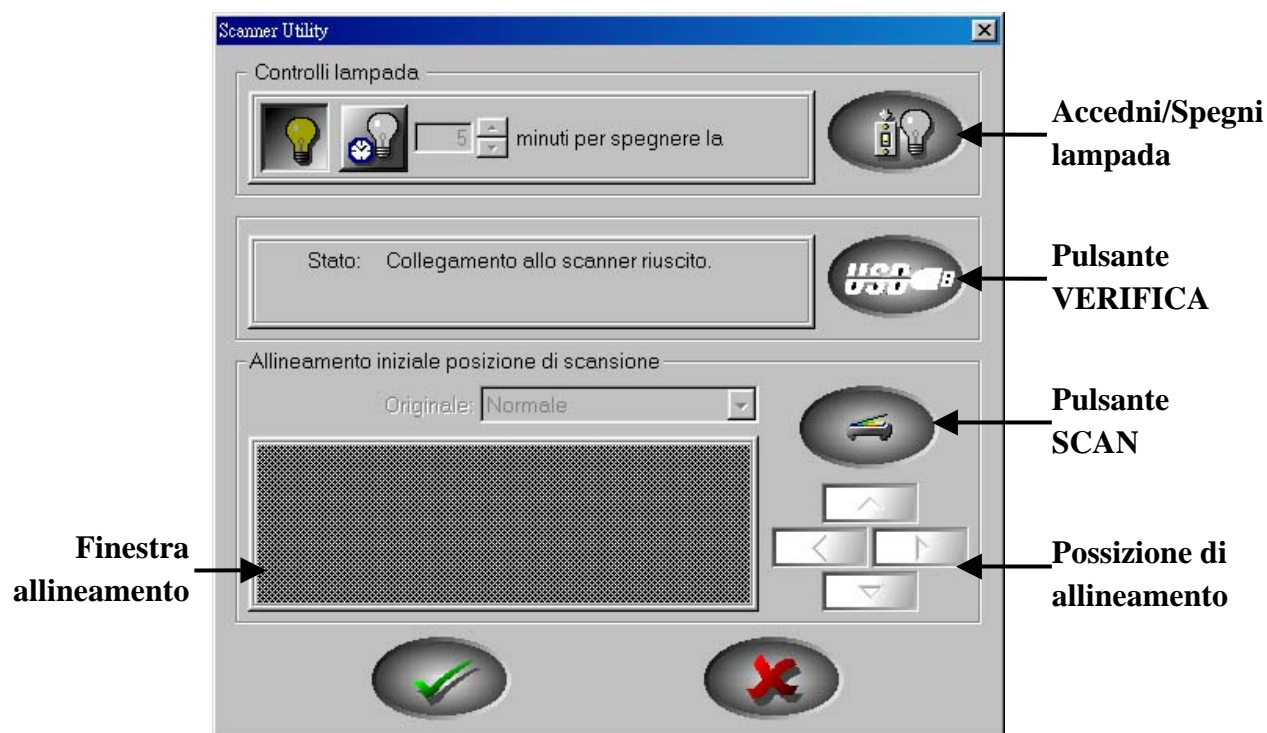 Scanner Utility
Controlli lampada
5 minuti per spegnere la
Accedni/Spegni
lampada
Stato: Collegamento allo scanner riuscito.
USB
Pulsante
VERIFICA
Allineamento iniziale posizione di scansione
Originale: Normale
Pulsante
SCAN
Finestra
allineamento
Possizione di
allineamento